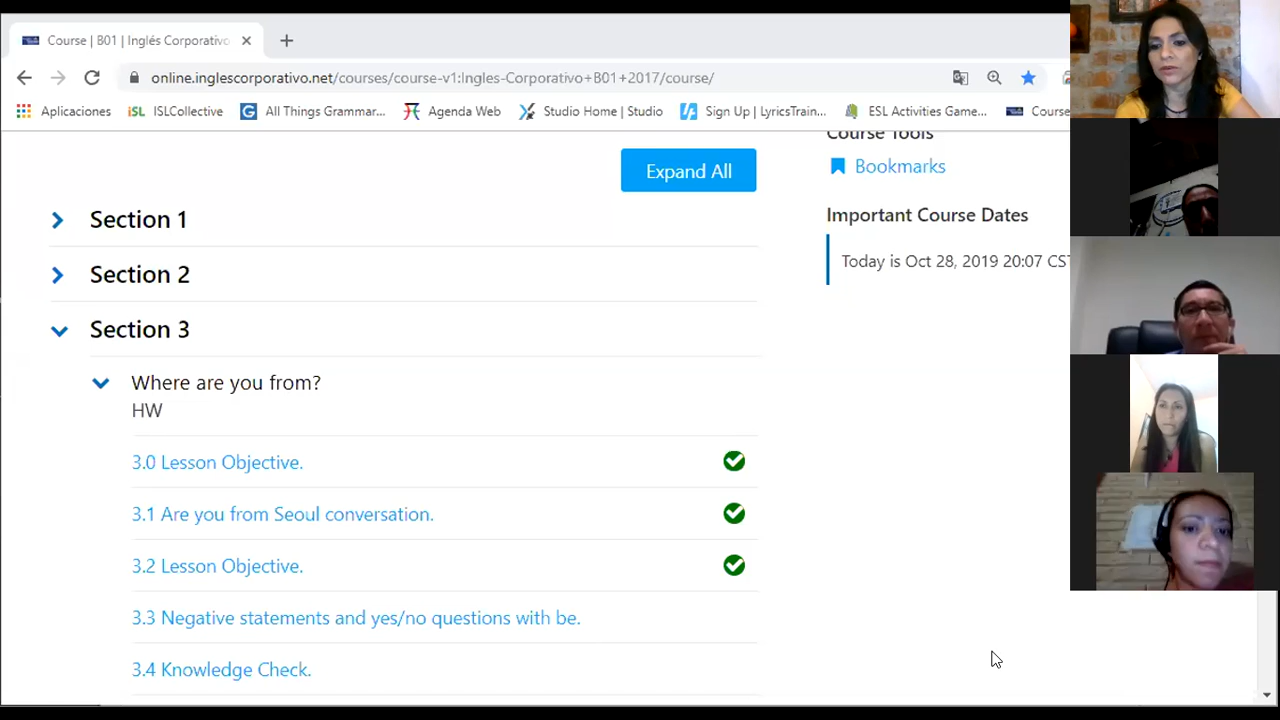 Course | B01 | Inglés Corporativo
online.inglescorporativo.net/courses/course-v1:Ingles-Corporativo+B01+2017/course/
Aplicaciones iSL ISLCollective G All Things Grammar... Agenda Web Studio Home | Studio Sign Up | LyricsTrain... ESL Activities Game... Cours
Course Tools
Expand All
Bookmarks
Section 1
Important Course Dates
Today is Oct 28, 2019 20:07 CST
Section 2
Section 3
Where are you from?
HW
3.0 Lesson Objective.
3.1 Are you from Seoul conversation.
3.2 Lesson Objective.
3.3 Negative statements and yes/no questions with be.
3.4 Knowledge Check.